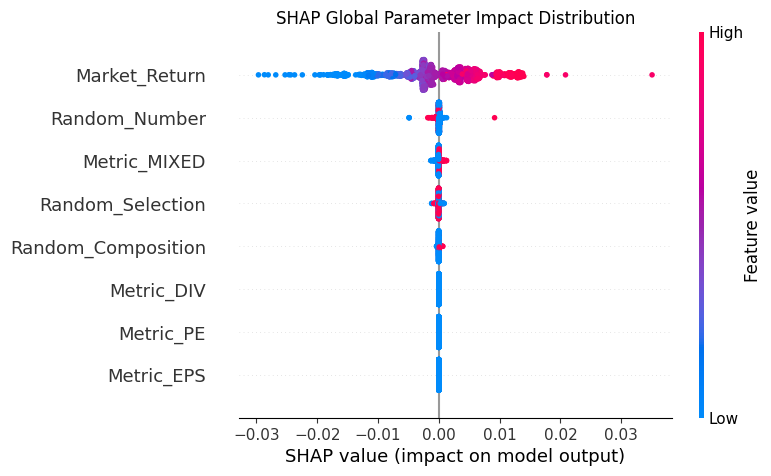 SHAP Global Parameter Impact Distribution
High
Market_Return
Random_Number
Metric_MIXED
Random_Selection
Random_Composition
Metric_DIV
Metric_PE
Metric_EPS
Feature value
Low
−0.03 −0.02 −0.01 0.00 0.01 0.02 0.03
SHAP value (impact on model output)